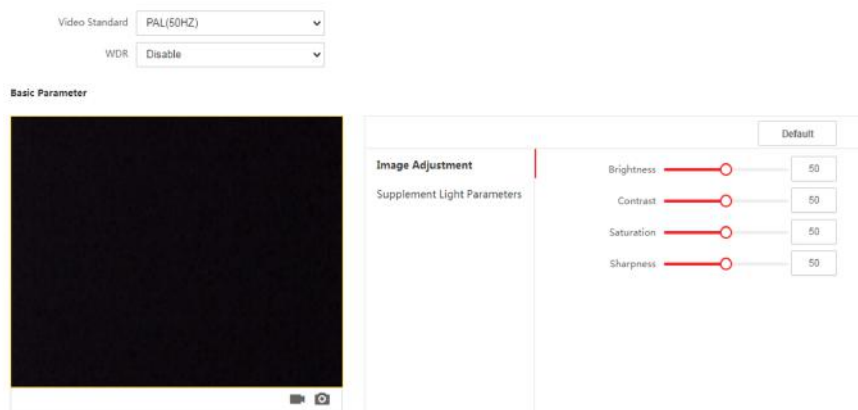 Video Standard PAL(50HZ)
WDR Disable
Basic Parameter
Default
Image Adjustment
Supplement Light Parameters
Brightness 50
Contrast 50
Saturation 50
Sharpness 50